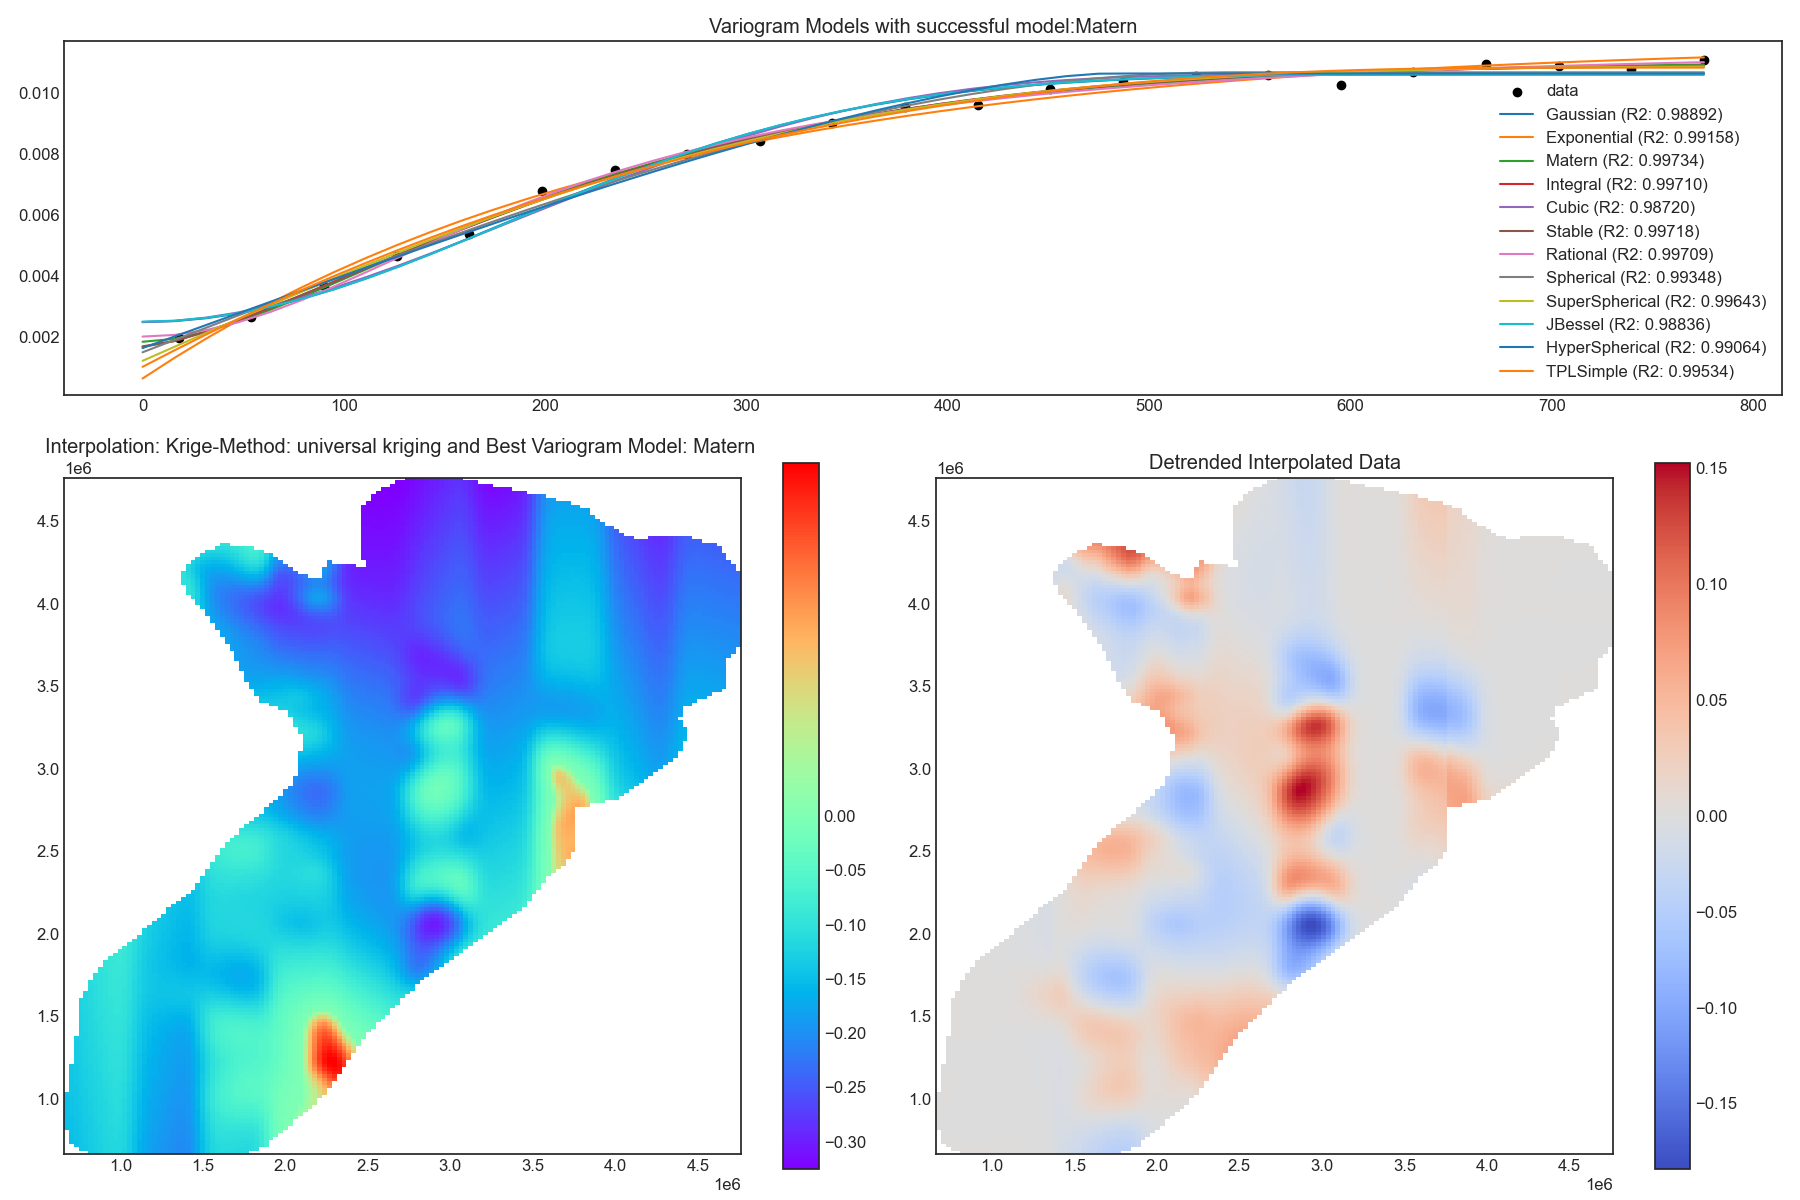 Variogram Models with successful model:Matern
0.010
0.008
0.006
0.004
0.002
data
Gaussian (R2: 0.98892)
Exponential (R2: 0.99158)
Matern (R2: 0.99734)
Integral (R2: 0.99710)
Cubic (R2: 0.98720)
Stable (R2: 0.99718)
Rational (R2: 0.99709)
Spherical (R2: 0.99348)
SuperSpherical (R2: 0.99643)
JBessel (R2: 0.98836)
HyperSpherical (R2: 0.99064)
TPLSimple (R2: 0.99534)
0 100 200 300 400 500 600 700 800
Interpolation: Krige-Method: universal kriging and Best Variogram Model: Matern
1e6
4.5
4.0
3.5
3.0
2.5
2.0
1.5
1.0
1.0 1.5 2.0 2.5 3.0 3.5 4.0 4.5
1e6
0.00
−0.05
−0.10
−0.15
−0.20
−0.25
−0.30
Detrended Interpolated Data
1e6
4.5
4.0
3.5
3.0
2.5
2.0
1.5
1.0
1.0 1.5 2.0 2.5 3.0 3.5 4.0 4.5
1e6
0.15
0.10
0.05
0.00
−0.05
−0.10
−0.15